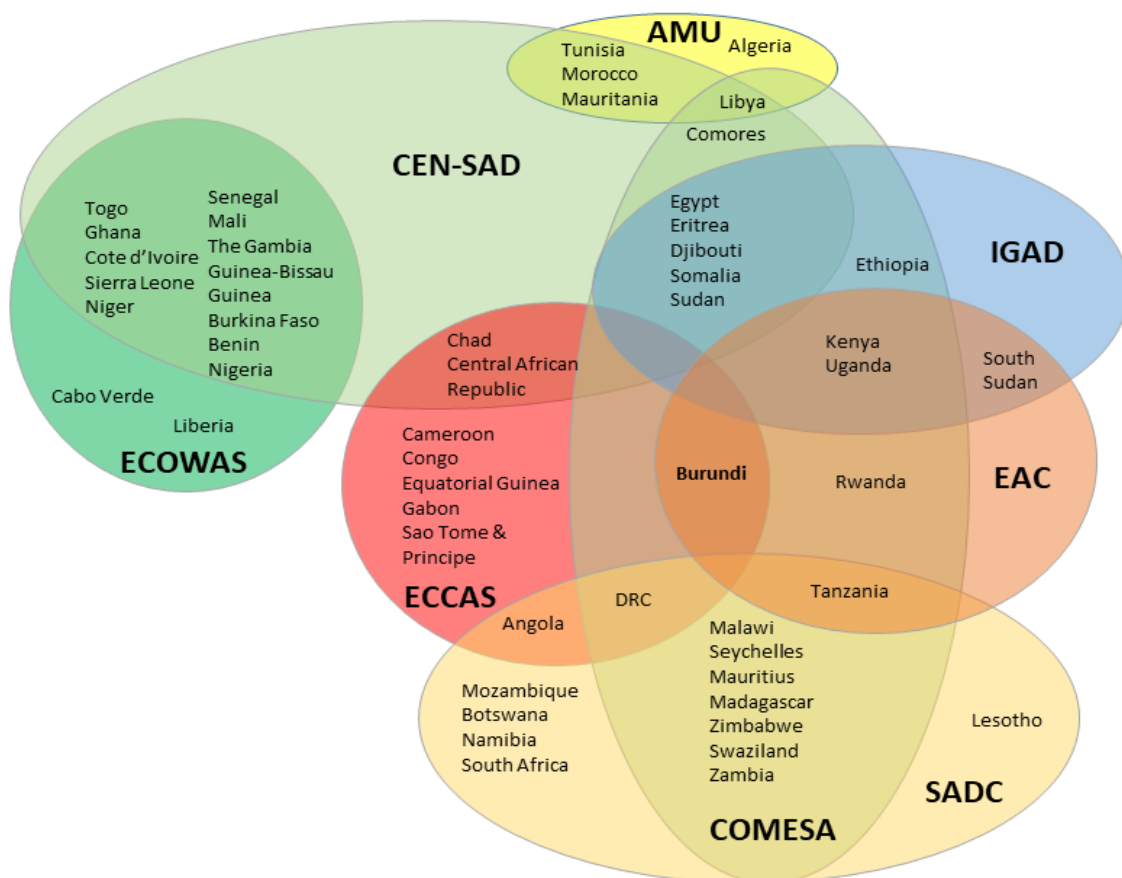 AMU
Algeria
Tunisia
Morocco
Mauritania
Libya
Comores
CEN-SAD
Togo
Ghana
Cote d’Ivoire
Sierra Leone
Niger
Senegal
Mali
The Gambia
Guinea-Bissau
Guinea
Burkina Faso
Benin
Nigeria
Cabo Verde
Liberia
ECOWAS
Egypt
Eritrea
Djibouti
Somalia
Sudan
Ethiopia
IGAD
Kenya
Uganda
South
Sudan
Chad
Central African
Republic
Cameroon
Congo
Equatorial Guinea
Gabon
Sao Tome &
Principe
ECCAS
Burundi
Rwanda
EAC
Tanzania
DRC
Angola
Malawi
Seychelles
Mauritius
Madagascar
Zimbabwe
Swaziland
Zambia
Mozambique
Botswana
Namibia
South Africa
Lesotho
SADC
COMESA